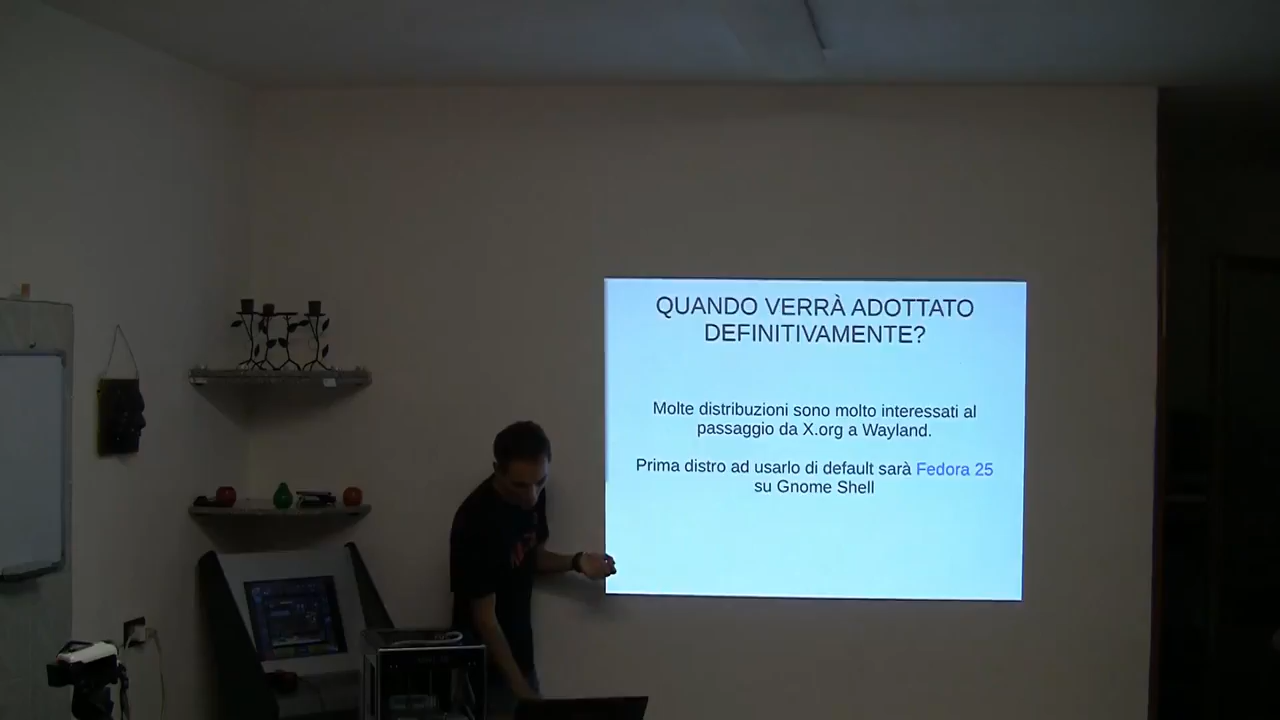 QUANDO VERRÀ ADOTTATO
DEFINITIVAMENTE?
Molte distribuzioni sono molto interessati al
passaggio da X.org a Wayland.
Prima distro ad usarlo di default sarà Fedora 25
su Gnome Shell